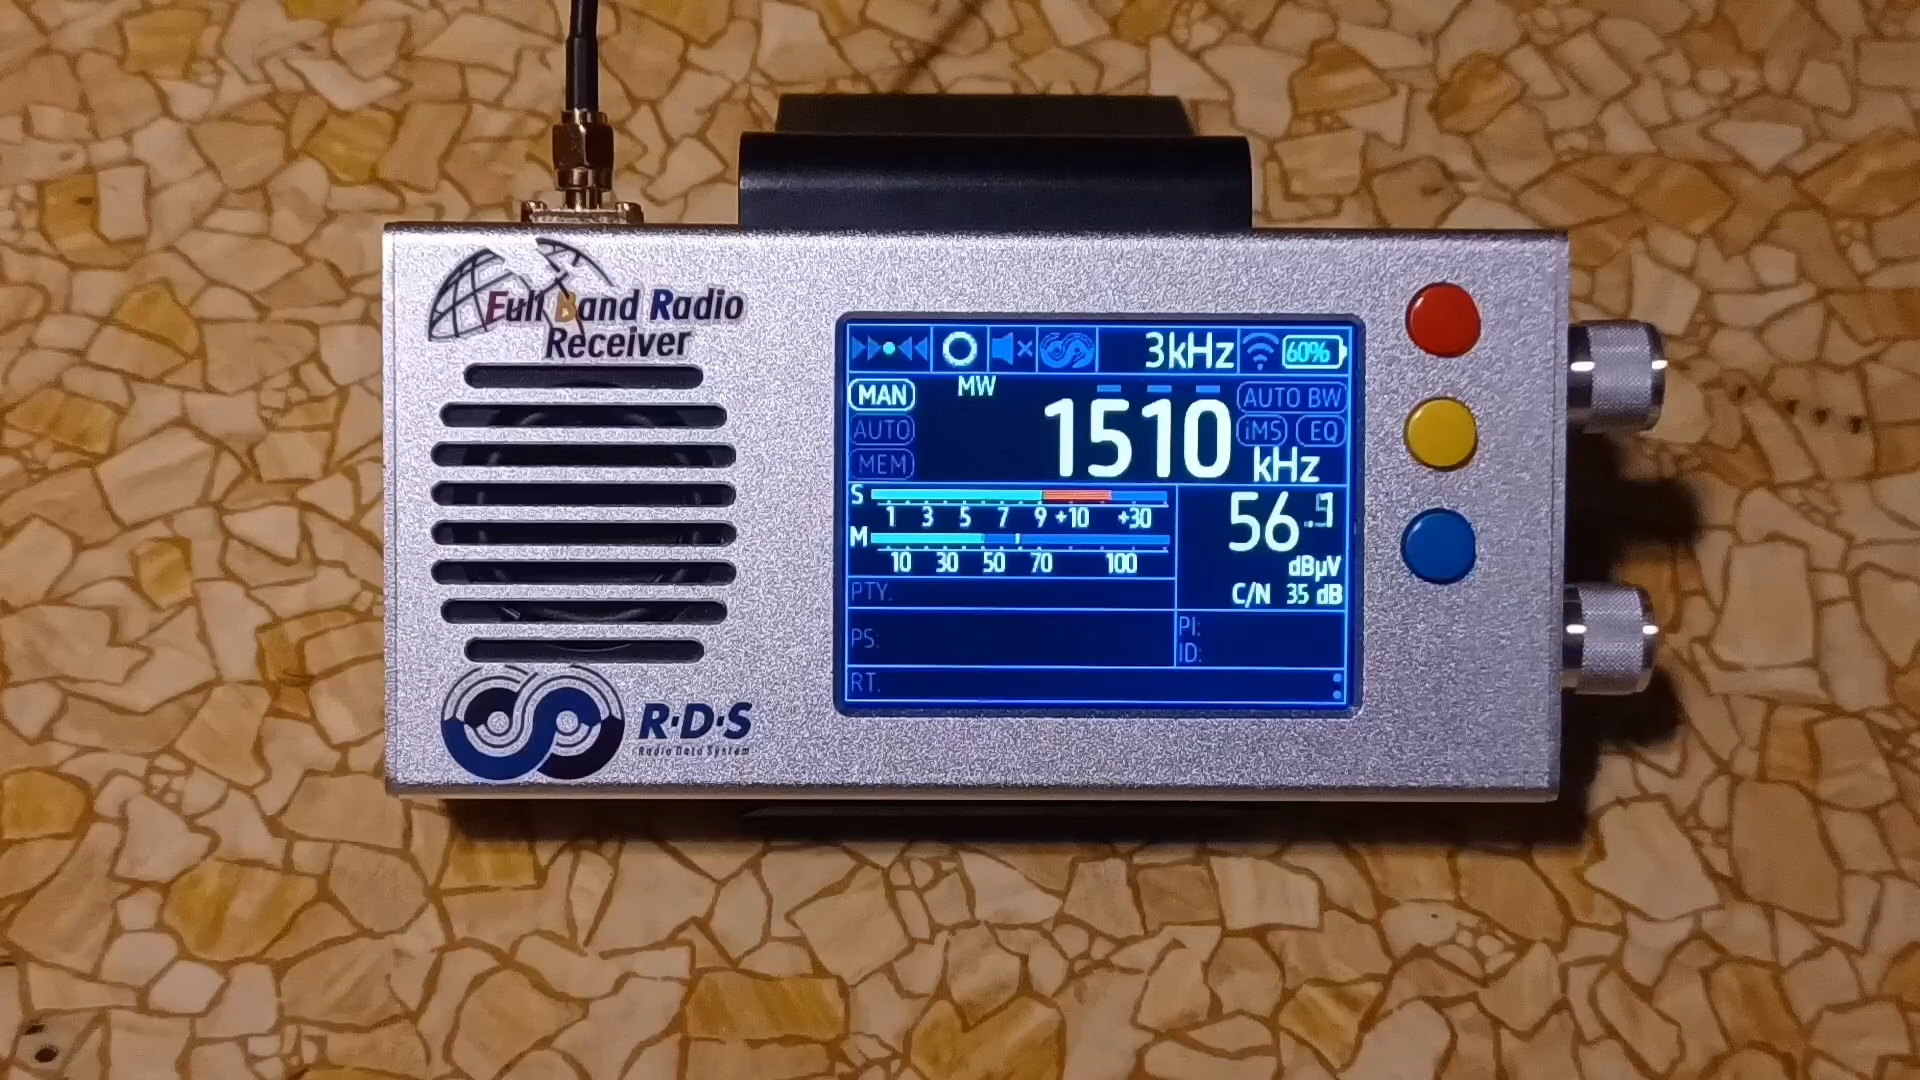 Full Band Radio
Receiver
R·D·S
Radio Data System
3kHz
60%
MAN
MW
AUTO
MEM
1510
kHz
AUTO BW
iMS
EQ
S
1 3 5 7 9 +10 +30
M
10 30 50 70 100
56.9
dBµV
C/N 35 dB
PTY:
PS:
PI:
ID:
RT: